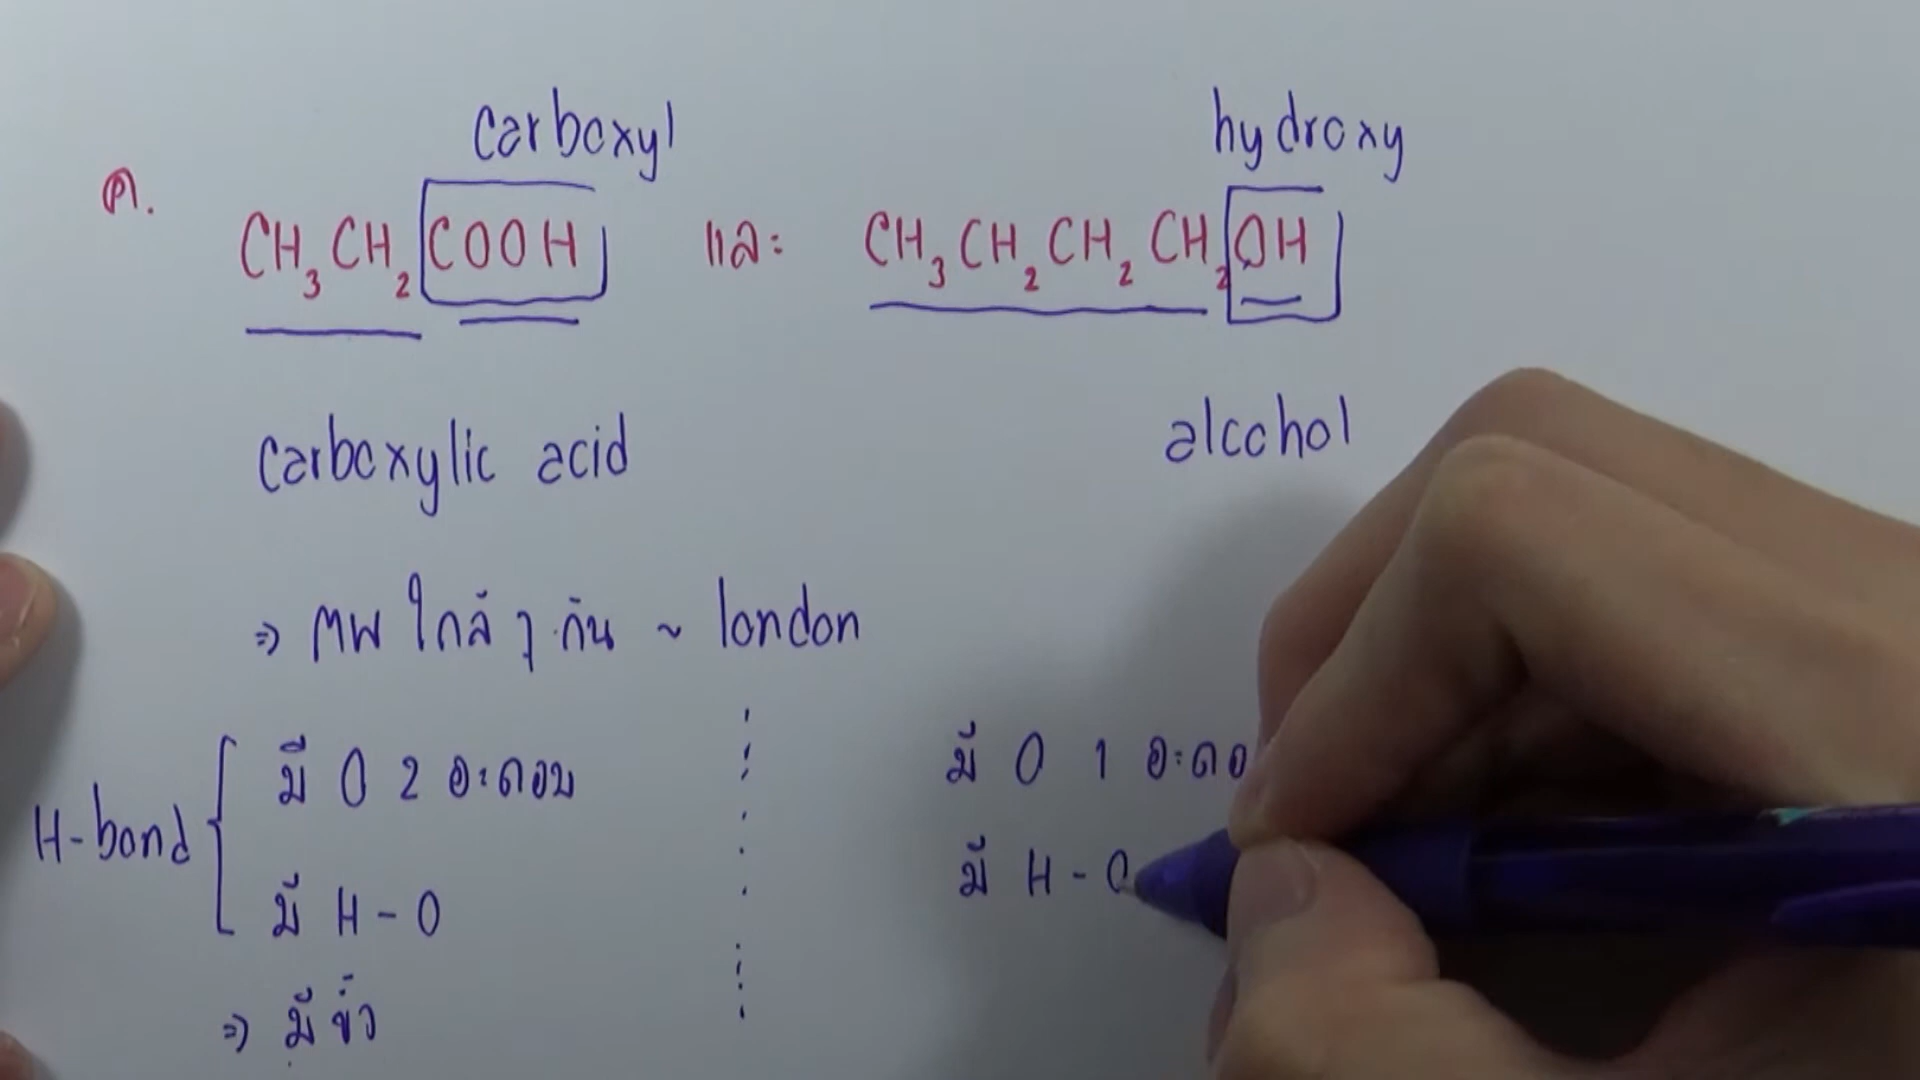 carboxyl hydroxy
ค. CH3CH2COOH และ CH3CH2CH2CH2OH
carboxylic acid alcohol
⇒ mw ใกล้ ๆ กัน ~ london
มี O 2 อะตอม มี O 1 อะตอ
H-bond
มี H-O มี H-O
⇒ มีขั้ว